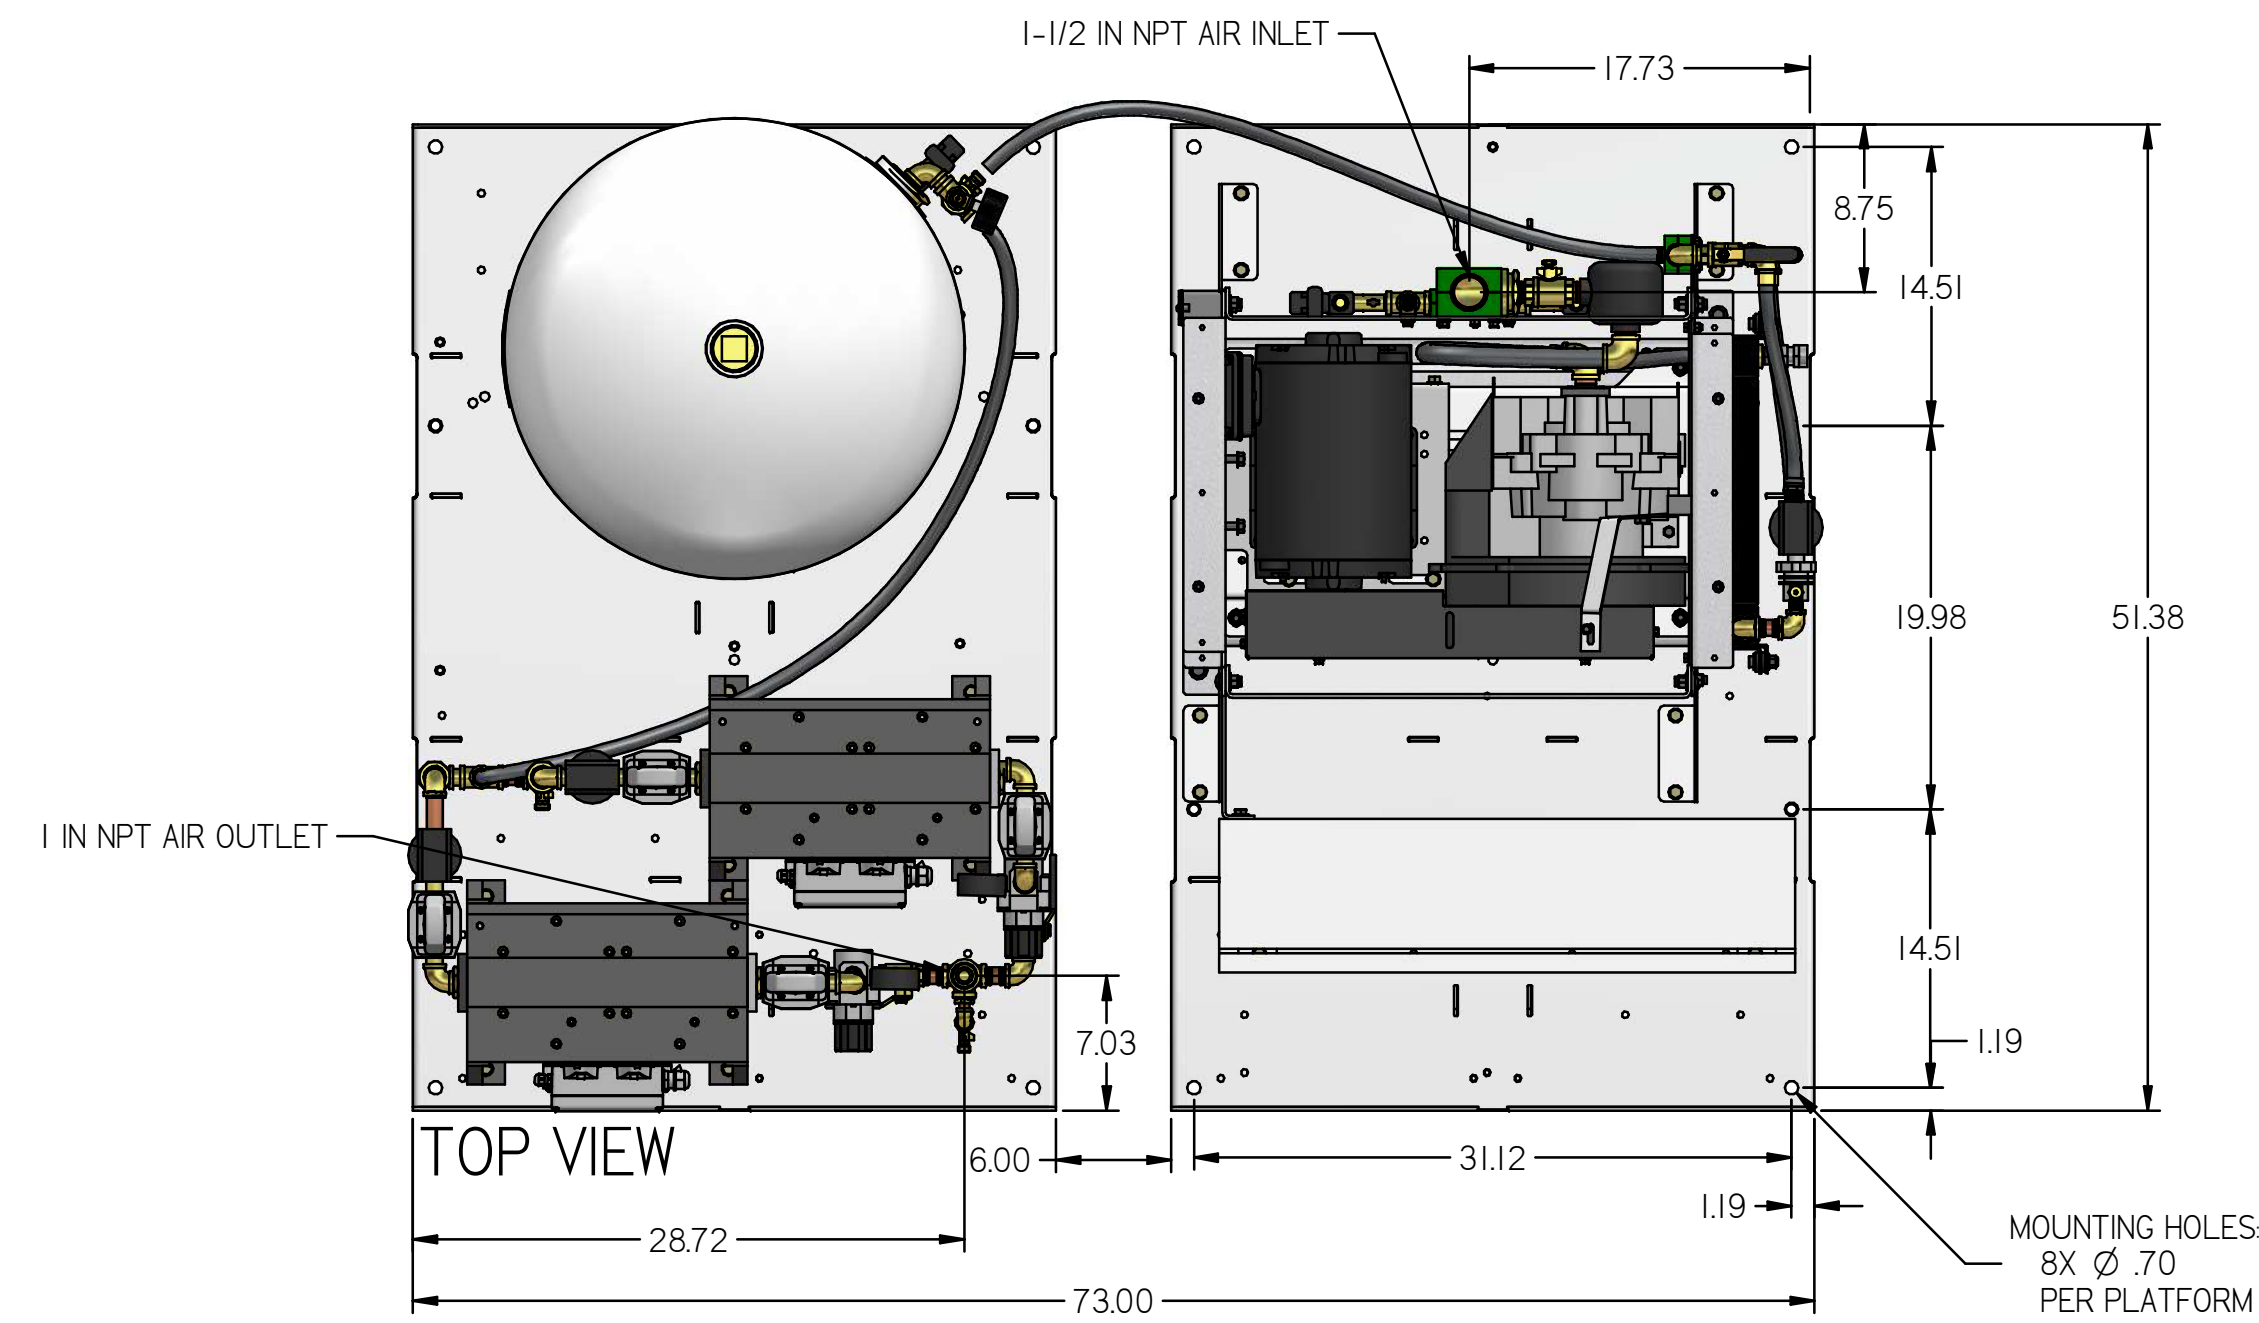 1-1/2 IN NPT AIR INLET
17.73
8.75
14.51
19.98
51.38
1 IN NPT AIR OUTLET
14.51
7.03
1.19
TOP VIEW
6.00
31.12
1.19
28.72
MOUNTING HOLES:
8X Ø .70
PER PLATFORM
73.00